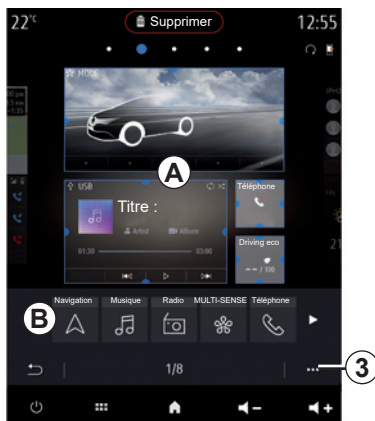 22°C
Supprimer
12:55
MODE
A
USB
Titre :
Artist
Album
01:30
03:00
Téléphone
Driving eco
-- / 100
B
Navigation
Musique
Radio
MULTI-SENSE
Téléphone
1/8
3